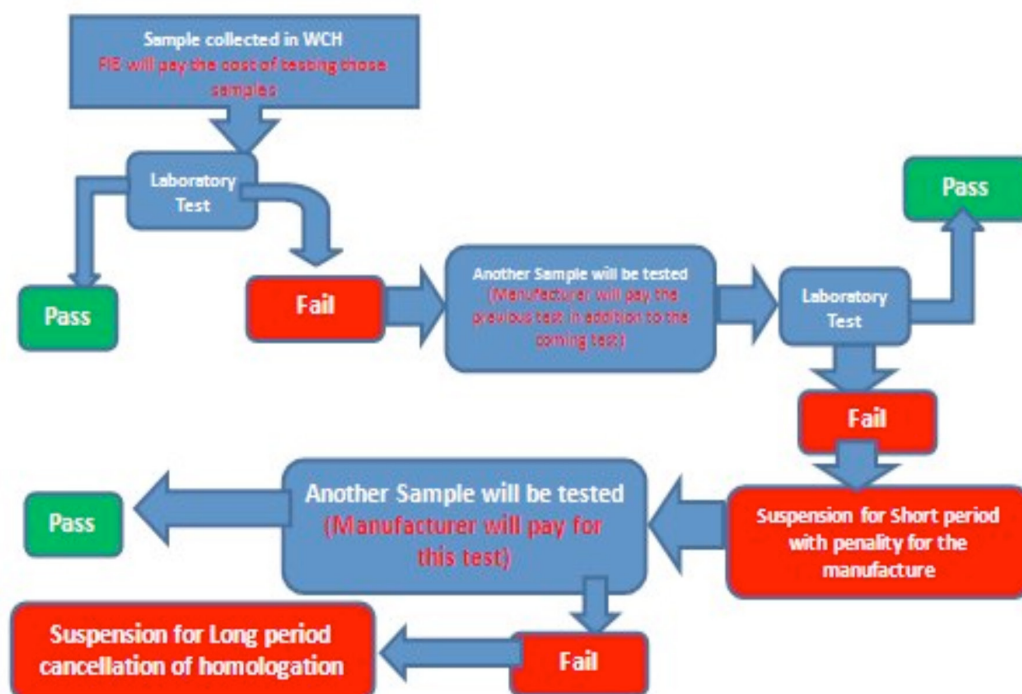 Sample collected in WCH
FIE will pay the cost of testing those
samples
Laboratory
Test
Pass
Fail
Another Sample will be tested
(Manufacturer will pay the
previous test in addition to the
coming test)
Laboratory
Test
Pass
Fail
Suspension for Short period
with penality for the
manufacture
Another Sample will be tested
(Manufacturer will pay for
this test)
Pass
Fail
Suspension for Long period
cancellation of homologation